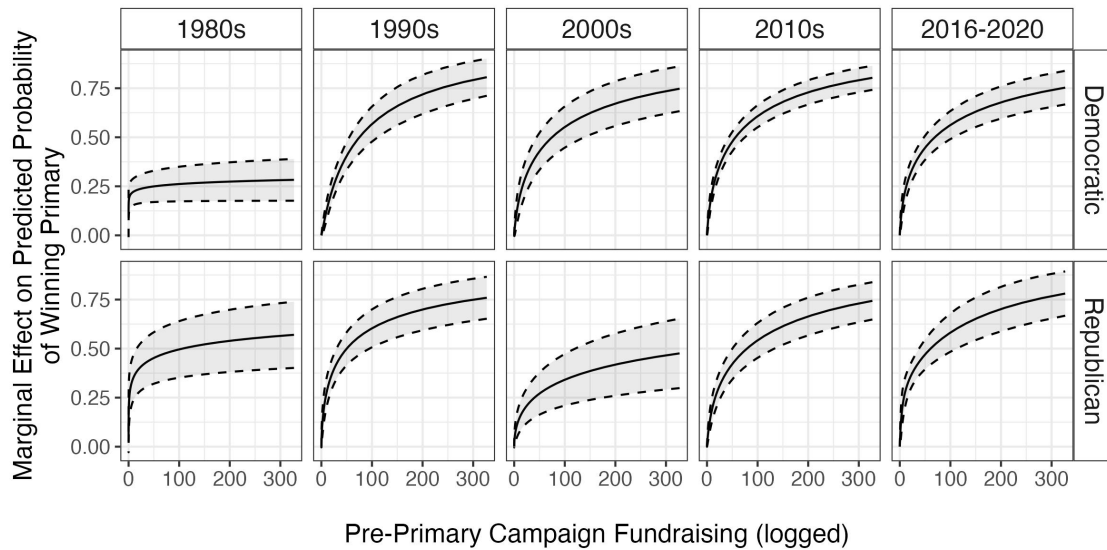 1980s
1990s
2000s
2010s
2016-2020
Marginal Effect on Predicted Probability
of Winning Primary
0.75
0.50
0.25
0.00
Democratic
0.75
0.50
0.25
0.00
Republican
0 100 200 300
0 100 200 300
0 100 200 300
0 100 200 300
0 100 200 300
Pre-Primary Campaign Fundraising (logged)